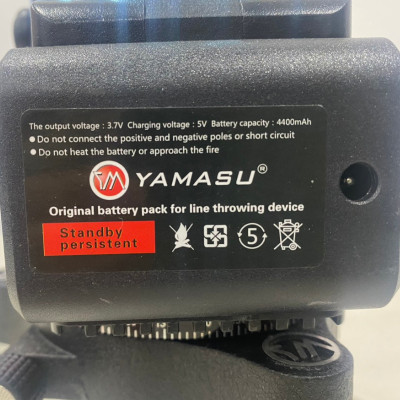 The output voltage : 3.7V Charging voltage : 5V Battery capacity : 4400mAh
● Do not connect the positive and negative poles or short circuit
● Do not heat the battery or approach the fire
YM YAMASU ®
Original battery pack for line throwing device
Standby
persistent
5